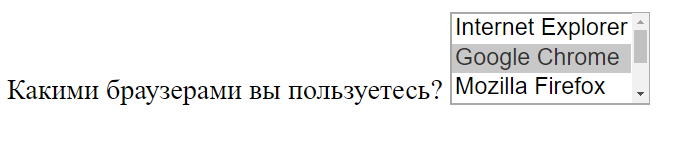 Какими браузерами вы пользуетесь?
Internet Explorer
Google Chrome
Mozilla Firefox